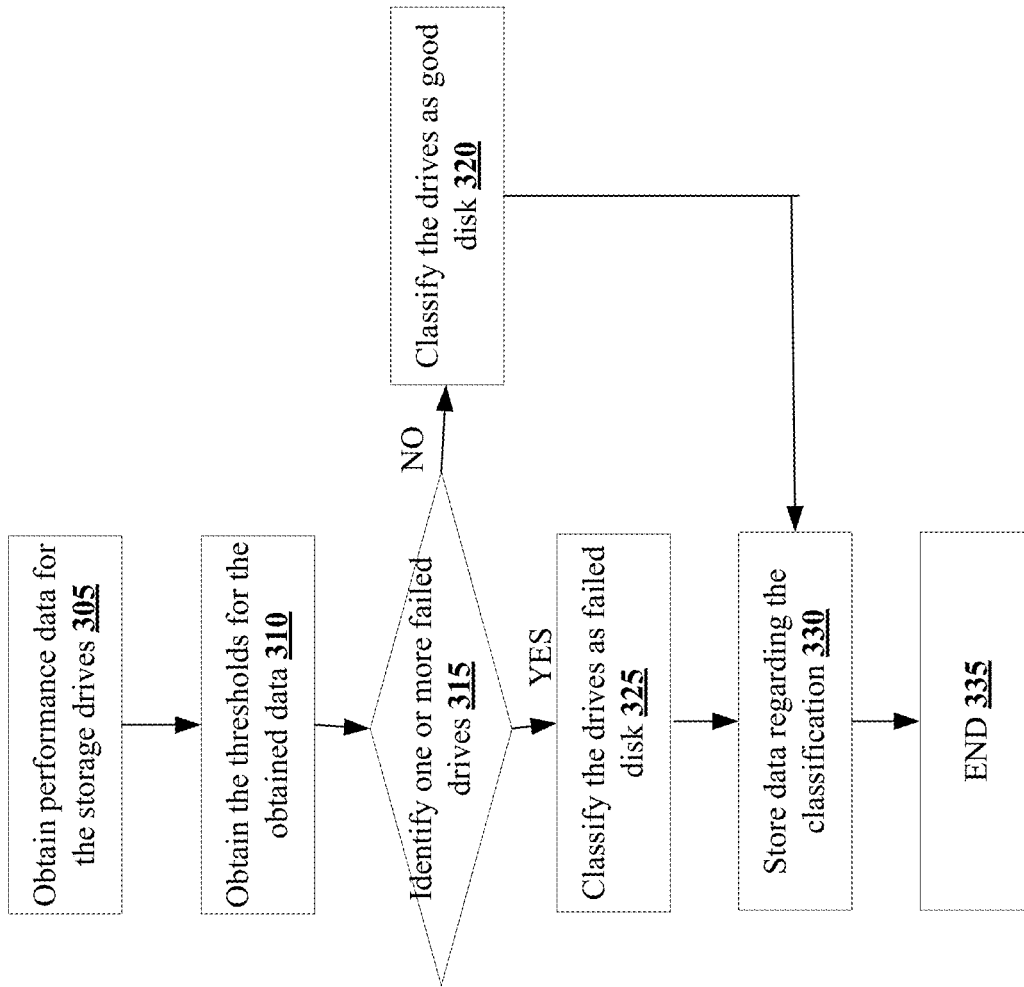 Obtain performance data for
the storage drives 305
Obtain the thresholds for the
obtained data 310
Identify one or more failed
drives 315
NO
Classify the drives as good
disk 320
YES
Classify the drives as failed
disk 325
Store data regarding the
classification 330
END 335